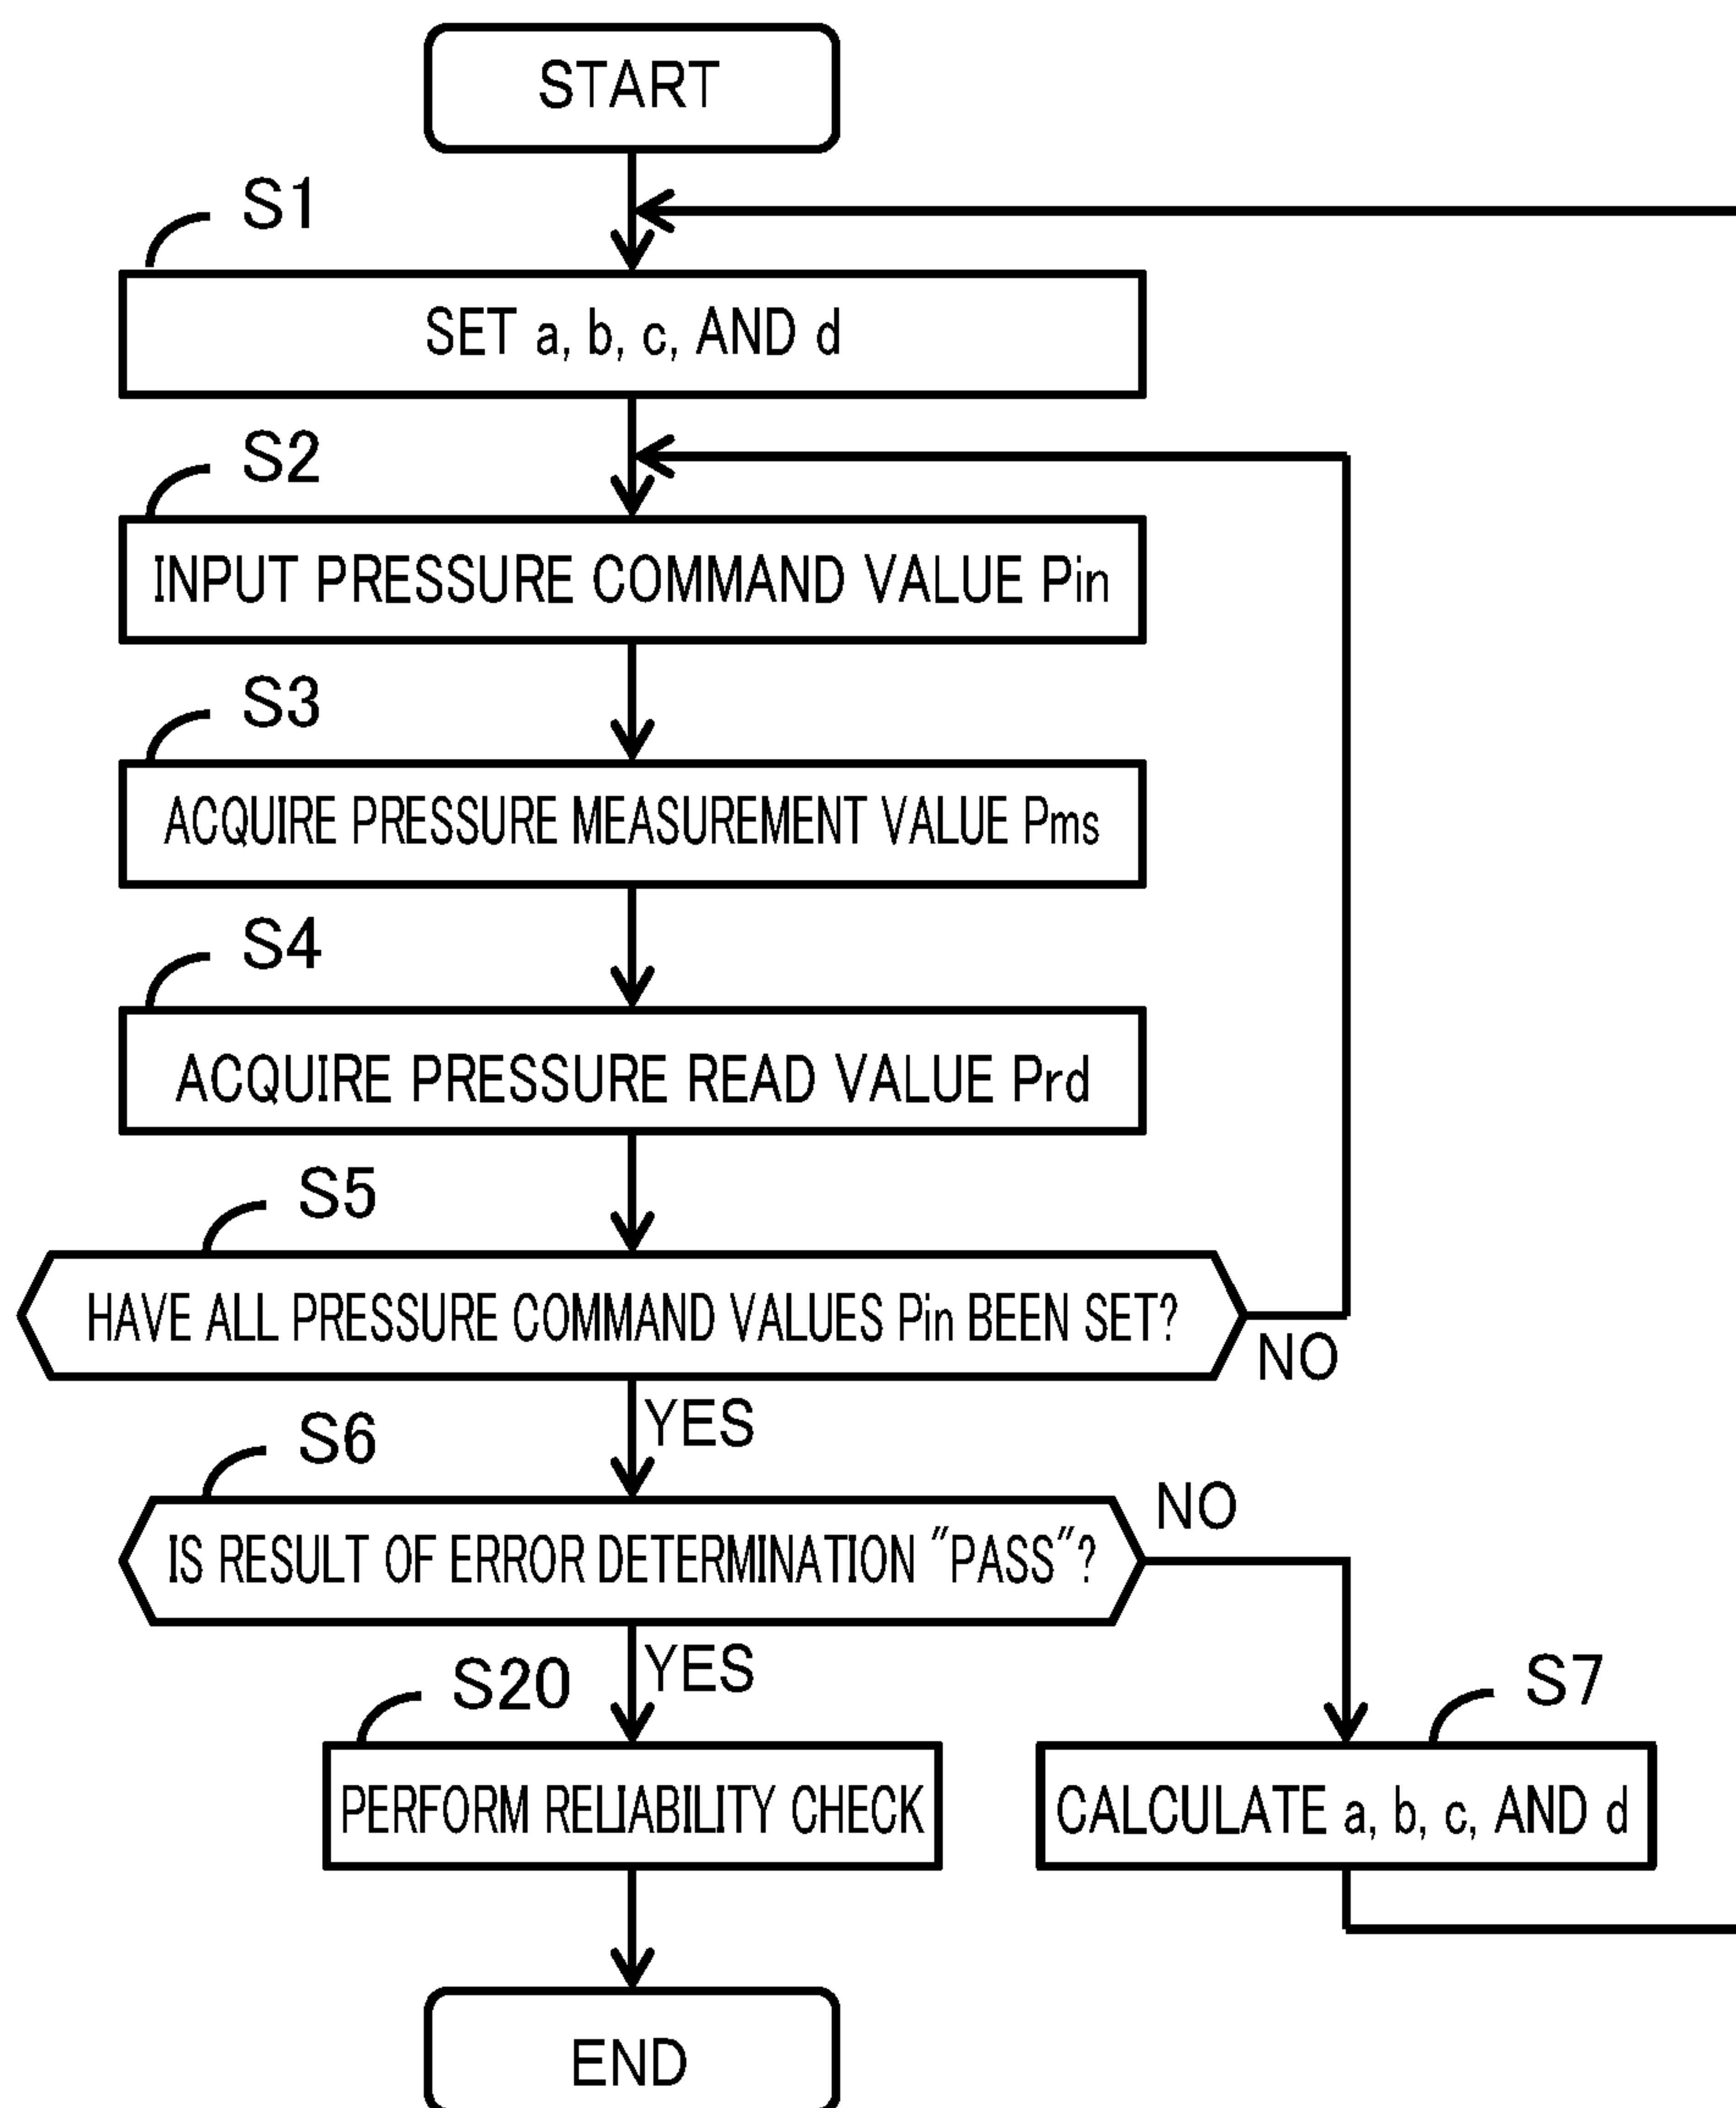 START
S1
SET a, b, c, AND d
S2
INPUT PRESSURE COMMAND VALUE Pin
S3
ACQUIRE PRESSURE MEASUREMENT VALUE Pms
S4
ACQUIRE PRESSURE READ VALUE Prd
S5
HAVE ALL PRESSURE COMMAND VALUES Pin BEEN SET?
NO
YES
S6
NO
IS RESULT OF ERROR DETERMINATION "PASS"?
YES
S20
S7
PERFORM RELIABILITY CHECK
CALCULATE a, b, c, AND d
END